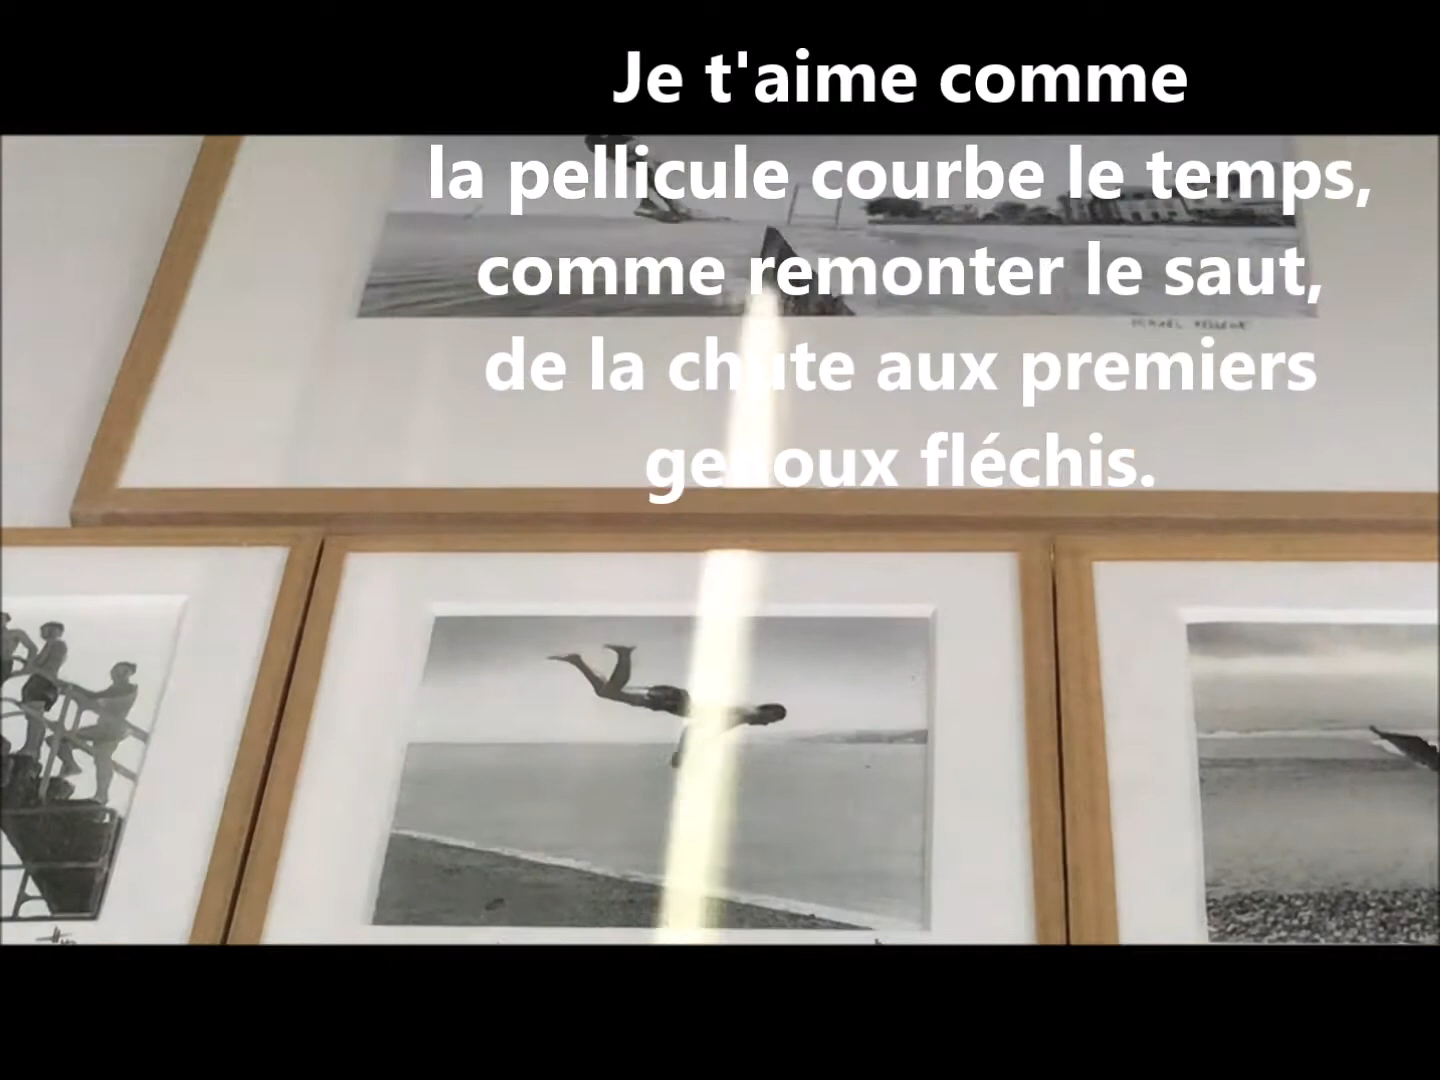 Je t'aime comme
la pellicule courbe le temps,
comme remonter le saut,
de la chute aux premiers
genoux fléchis.